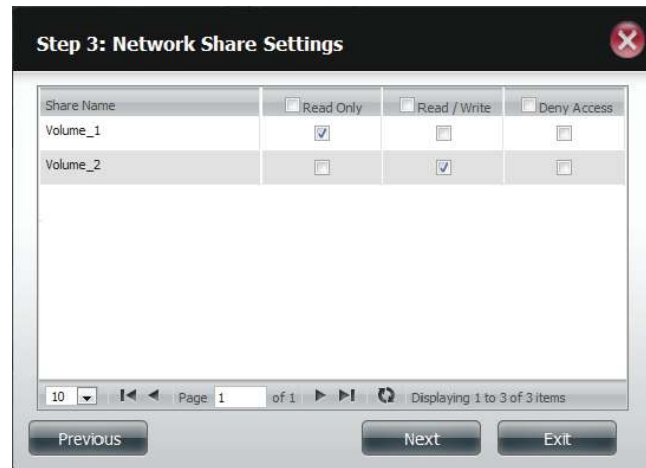 Step 3: Network Share Settings
Share Name Read Only Read / Write Deny Access
Volume_1
Volume_2
10 Page 1 of 1 Displaying 1 to 3 of 3 items
Previous Next Exit